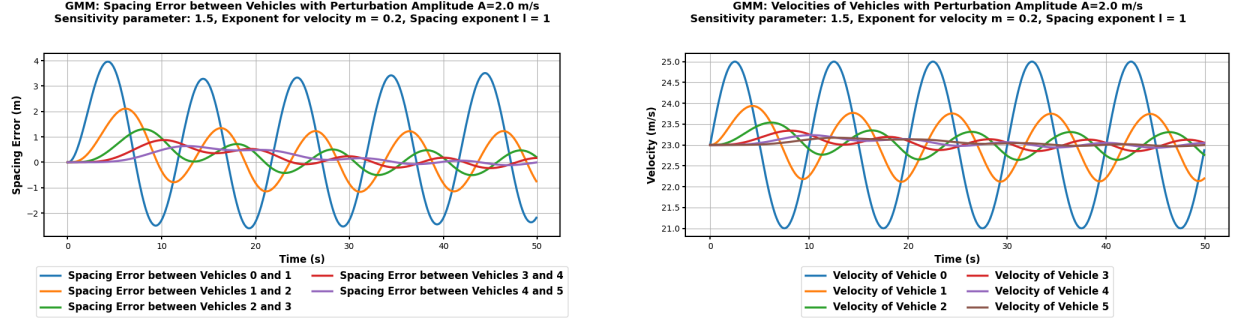 GMM: Spacing Error between Vehicles with Perturbation Amplitude A=2.0 m/s
Sensitivity parameter: 1.5, Exponent for velocity m = 0.2, Spacing exponent l = 1
4
3
2
1
0
−1
−2
Spacing Error (m)
0
10
20
30
40
50
Time (s)
Spacing Error between Vehicles 0 and 1
Spacing Error between Vehicles 1 and 2
Spacing Error between Vehicles 2 and 3
Spacing Error between Vehicles 3 and 4
Spacing Error between Vehicles 4 and 5
GMM: Velocities of Vehicles with Perturbation Amplitude A=2.0 m/s
Sensitivity parameter: 1.5, Exponent for velocity m = 0.2, Spacing exponent l = 1
25.0
24.5
24.0
23.5
23.0
22.5
22.0
21.5
21.0
Velocity (m/s)
0
10
20
30
40
50
Time (s)
Velocity of Vehicle 0
Velocity of Vehicle 1
Velocity of Vehicle 2
Velocity of Vehicle 3
Velocity of Vehicle 4
Velocity of Vehicle 5